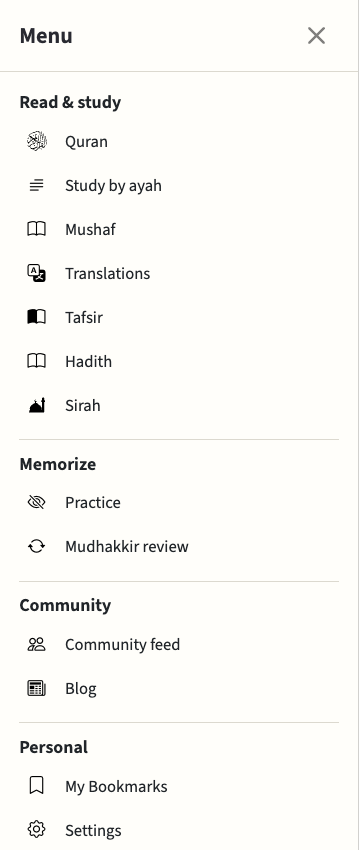 Menu
Read & study
Quran
Study by ayah
Mushaf
Translations
Tafsir
Hadith
Sirah
Memorize
Practice
Mudhakkir review
Community
Community feed
Blog
Personal
My Bookmarks
Settings